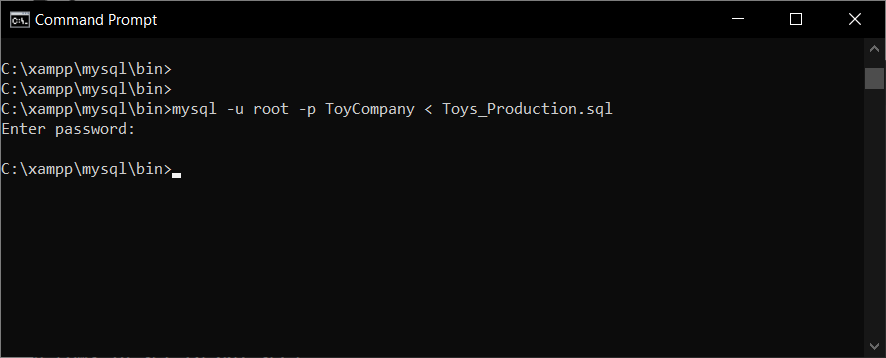 Command Prompt
C:\xampp\mysql\bin>
C:\xampp\mysql\bin>
C:\xampp\mysql\bin>mysql -u root -p ToyCompany < Toys_Production.sql
Enter password:
C:\xampp\mysql\bin>